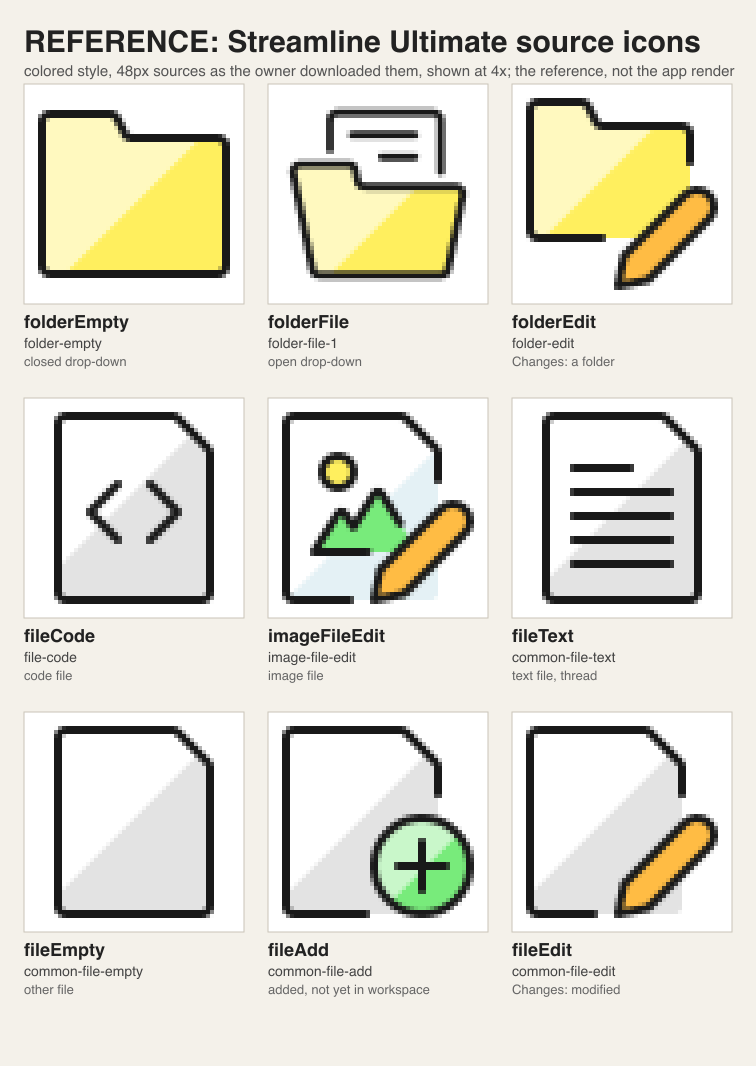 REFERENCE: Streamline Ultimate source icons
colored style, 48px sources as the owner downloaded them, shown at 4x; the reference, not the app render
folderEmpty
folder-empty
closed drop-down
folderFile
folder-file-1
open drop-down
folderEdit
folder-edit
Changes: a folder
fileCode
file-code
code file
imageFileEdit
image-file-edit
image file
fileText
common-file-text
text file, thread
fileEmpty
common-file-empty
other file
fileAdd
common-file-add
added, not yet in workspace
fileEdit
common-file-edit
Changes: modified